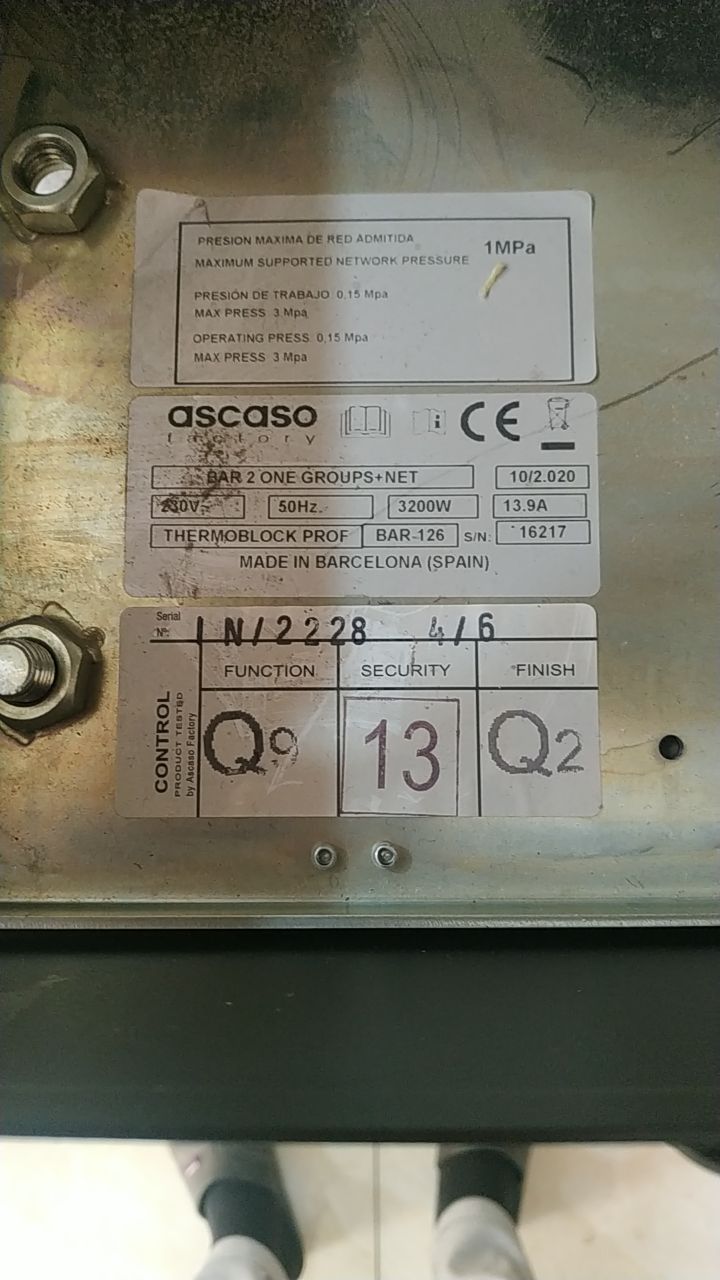 PRESION MAXIMA DE RED ADMITIDA
1MPa
MAXIMUM SUPPORTED NETWORK PRESSURE
PRESIÓN DE TRABAJO 0,15 Mpa
MAX PRESS 3 Mpa
OPERATING PRESS 0,15 Mpa
MAX PRESS 3 Mpa
ascaso
factory
CE
BAR 2 ONE GROUPS+NET 10/2.020
230V 50Hz. 3200W 13.9A
THERMOBLOCK PROF BAR-126 S/N: 16217
MADE IN BARCELONA (SPAIN)
Serial
Nº: IN/2228 4/6
FUNCTION SECURITY FINISH
CONTROL
PRODUCT TESTED
by Ascaso Factory
Q9 13 Q2